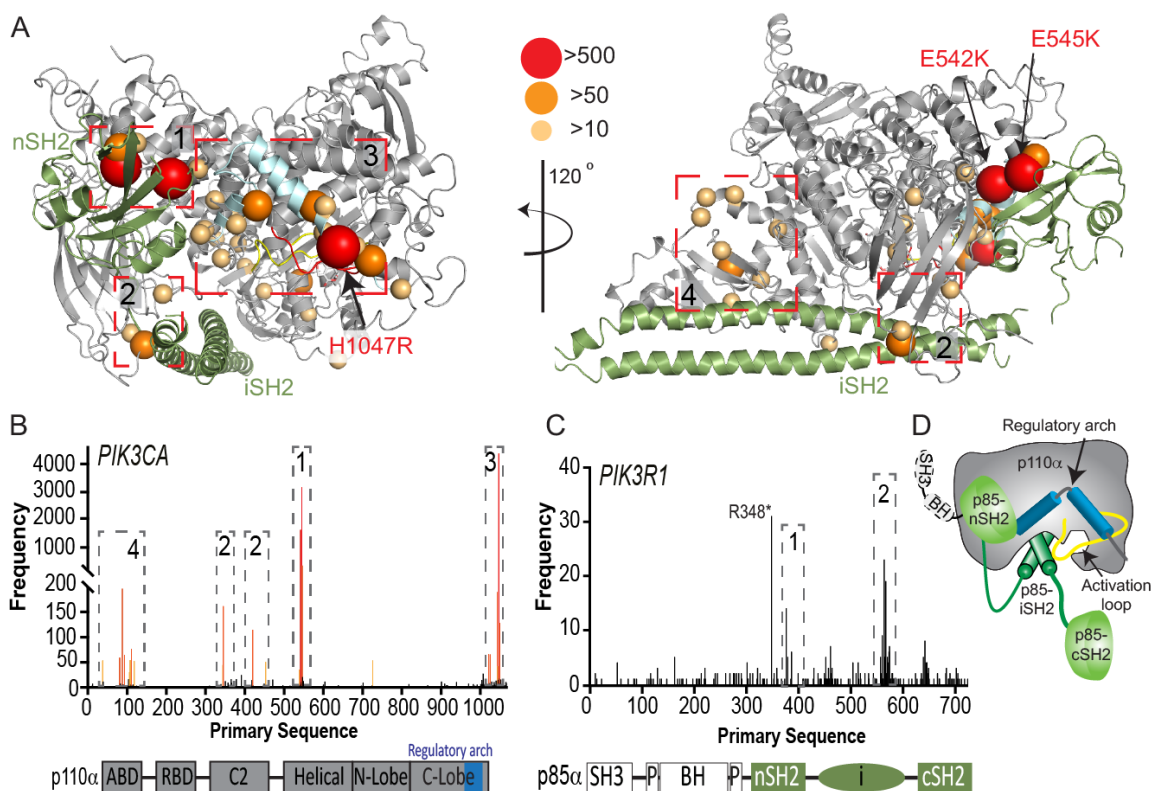 A
nSH2
1
3
2
H1047R
iSH2
>500
>50
>10
120 o
E545K
E542K
4
2
iSH2
B
PIK3CA
Frequency
4000
3000
2000
1000
200
150
100
50
0
4
2
2
1
3
0 100 200 300 400 500 600 700 800 900 1000
Primary Sequence
Regulatory arch
p110α ABD RBD C2 Helical N-Lobe C-Lobe
C
PIK3R1
Frequency
40
30
20
10
0
R348*
1
2
0 100 200 300 400 500 600 700
Primary Sequence
p85α SH3 P BH P nSH2 i cSH2
D
Regulatory arch
p110α
SH3
BH
p85-
nSH2
p85-
iSH2
Activation
loop
p85-
cSH2